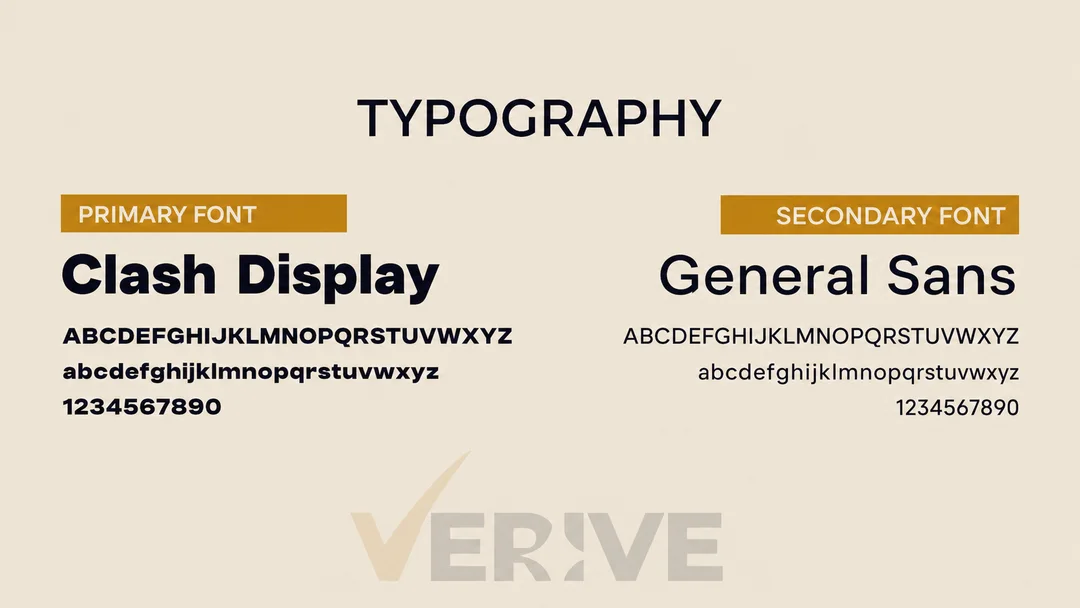 TYPOGRAPHY
PRIMARY FONT
Clash Display
ABCDEFGHIJKLMNOPQRSTUVWXYZ
abcdefghijklmnopqrstuvwxyz
1234567890
SECONDARY FONT
General Sans
ABCDEFGHIJKLMNOPQRSTUVWXYZ
abcdefghijklmnopqrstuvwxyz
1234567890
VERIVE